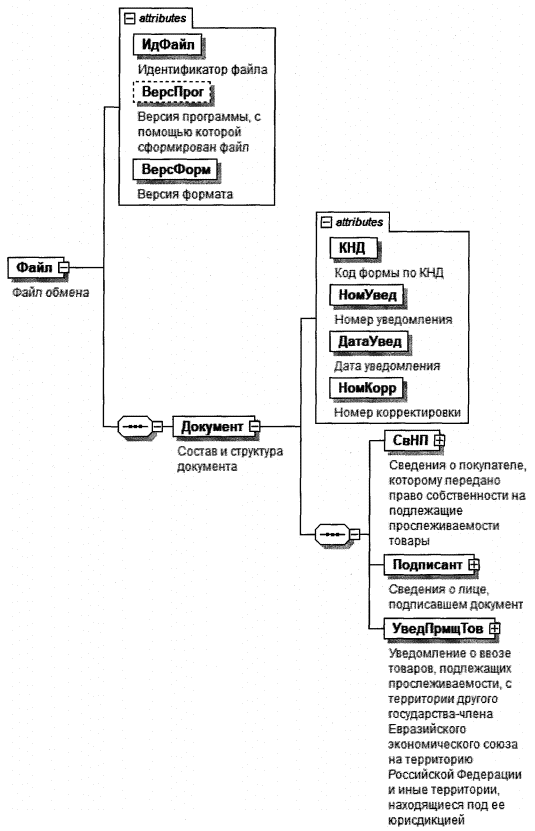 attributes
ИдФайл
Идентификатор файла
ВерсПрог
Версия программы, с
помощью которой
сформирован файл
ВерсФорм
Версия формата
Файл
Файл обмена
attributes
КНД
Код формы по КНД
НомУвед
Номер уведомления
ДатаУвед
Дата уведомления
НомКорр
Номер корректировки
Документ
Состав и структура
документа
СвНП
Сведения о покупателе,
которому передано
право собственности на
подлежащие
прослеживаемости
товары
Подписант
Сведения о лице,
подписавшем документ
УведПрмщТов
Уведомление о ввозе
товаров, подлежащих
прослеживаемости, с
территории другого
государства-члена
Евразийского
экономического союза
на территорию
Российской Федерации
и иные территории,
находящиеся под ее
юрисдикцией